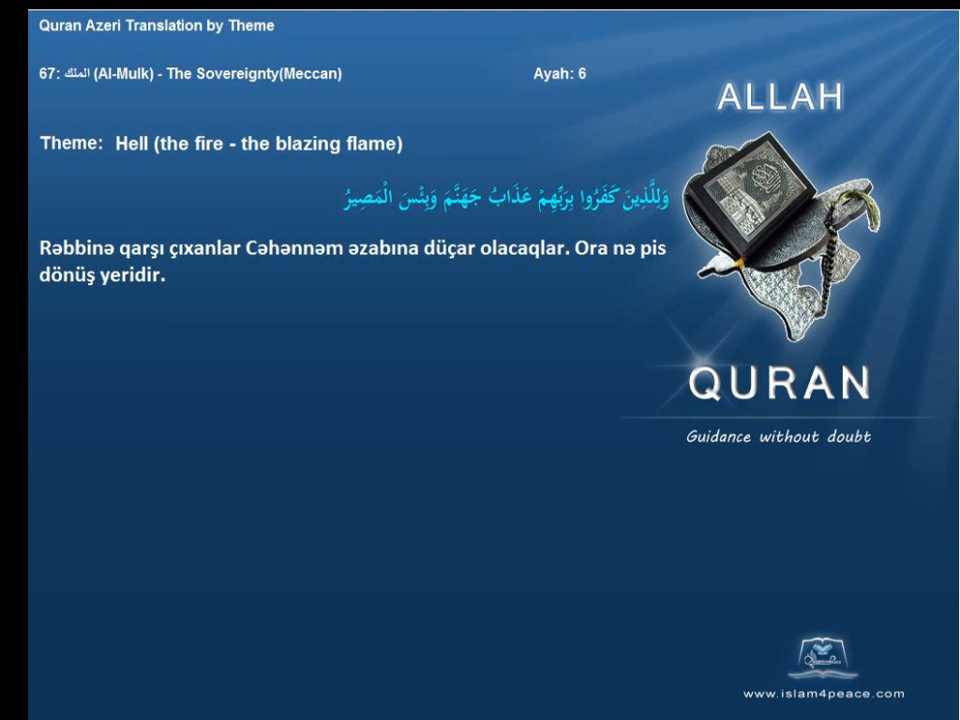 Quran Azeri Translation by Theme
67: الملك (Al-Mulk) - The Sovereignty(Meccan) Ayah: 6
ALLAH
Theme: Hell (the fire - the blazing flame)
وَلِلَّذِينَ كَفَرُوا بِرَبِّهِمْ عَذَابُ جَهَنَّمَ وَبِئْسَ الْمَصِيرُ
Rəbbinə qarşı çıxanlar Cəhənnəm əzabına düçar olacaqlar. Ora nə pis
dönüş yeridir.
QURAN
Guidance without doubt
www.islam4peace.com